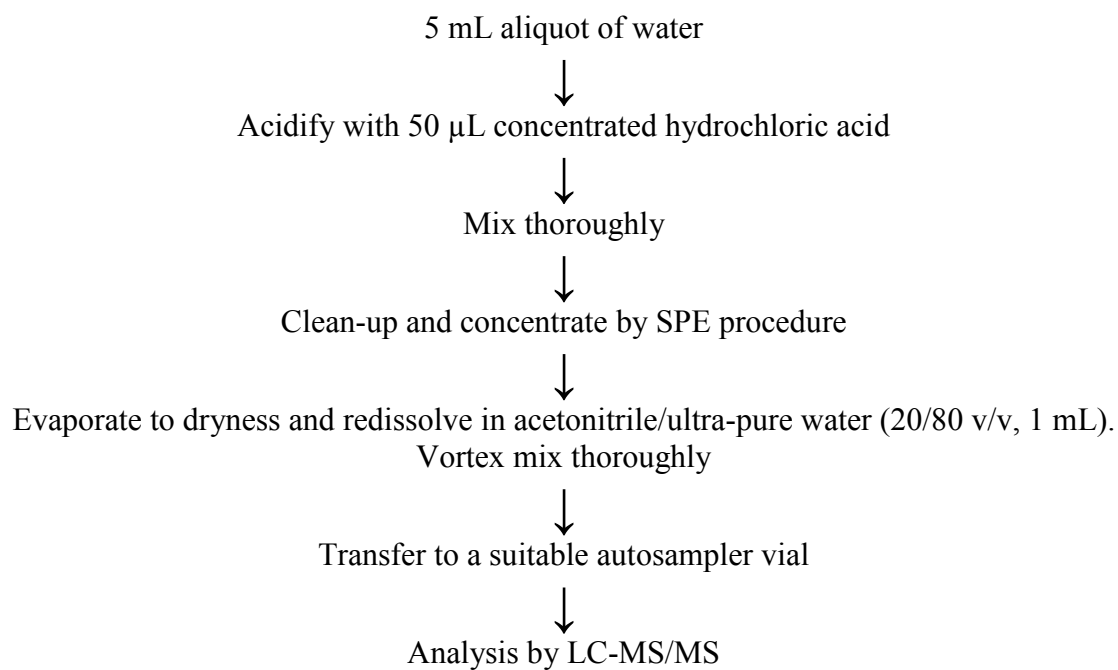 5 mL aliquot of water
↓
Acidify with 50 µL concentrated hydrochloric acid
↓
Mix thoroughly
↓
Clean-up and concentrate by SPE procedure
↓
Evaporate to dryness and redissolve in acetonitrile/ultra-pure water (20/80 v/v, 1 mL).
Vortex mix thoroughly
↓
Transfer to a suitable autosampler vial
↓
Analysis by LC-MS/MS